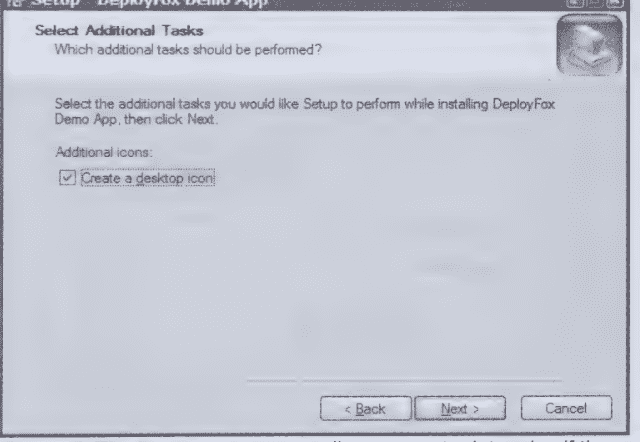 Setup - DeployFox Demo App
Select Additional Tasks
Which additional tasks should be performed?
Select the additional tasks you would like Setup to perform while installing DeployFox
Demo App, then click Next.
Additional icons:
Create a desktop icon
< Back
Next >
Cancel